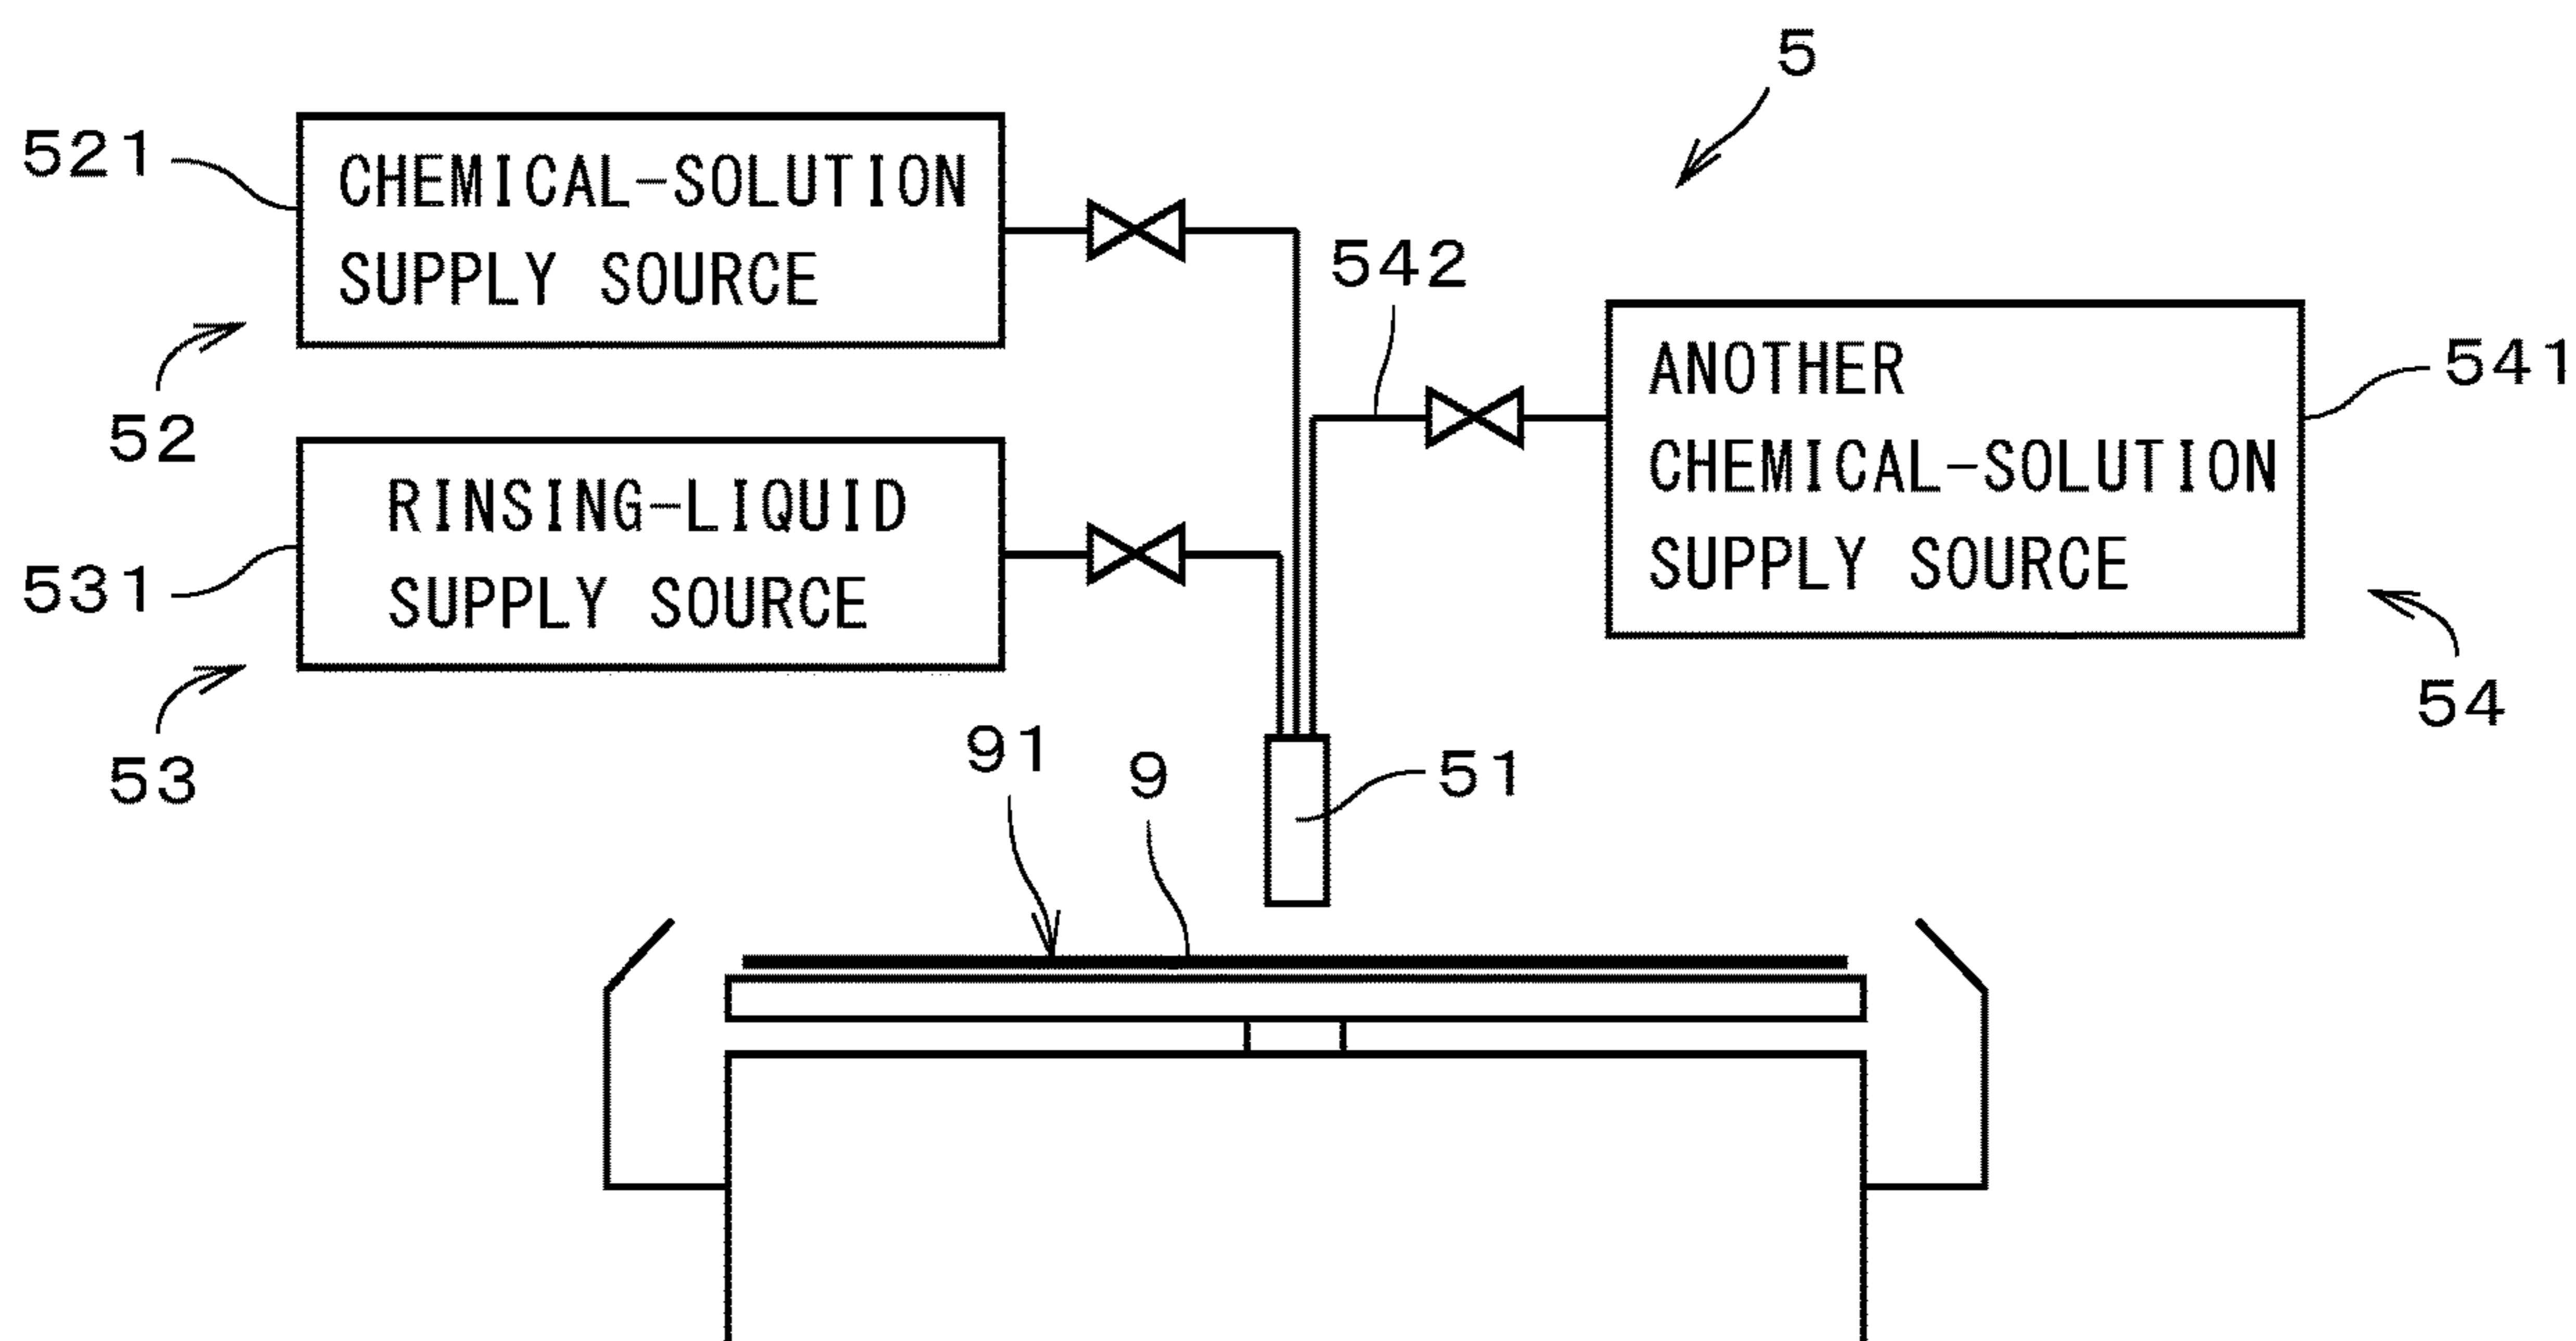 5
521
CHEMICAL-SOLUTION
SUPPLY SOURCE
52
542
ANOTHER
CHEMICAL-SOLUTION
SUPPLY SOURCE
541
54
531
RINSING-LIQUID
SUPPLY SOURCE
53
91
9
51